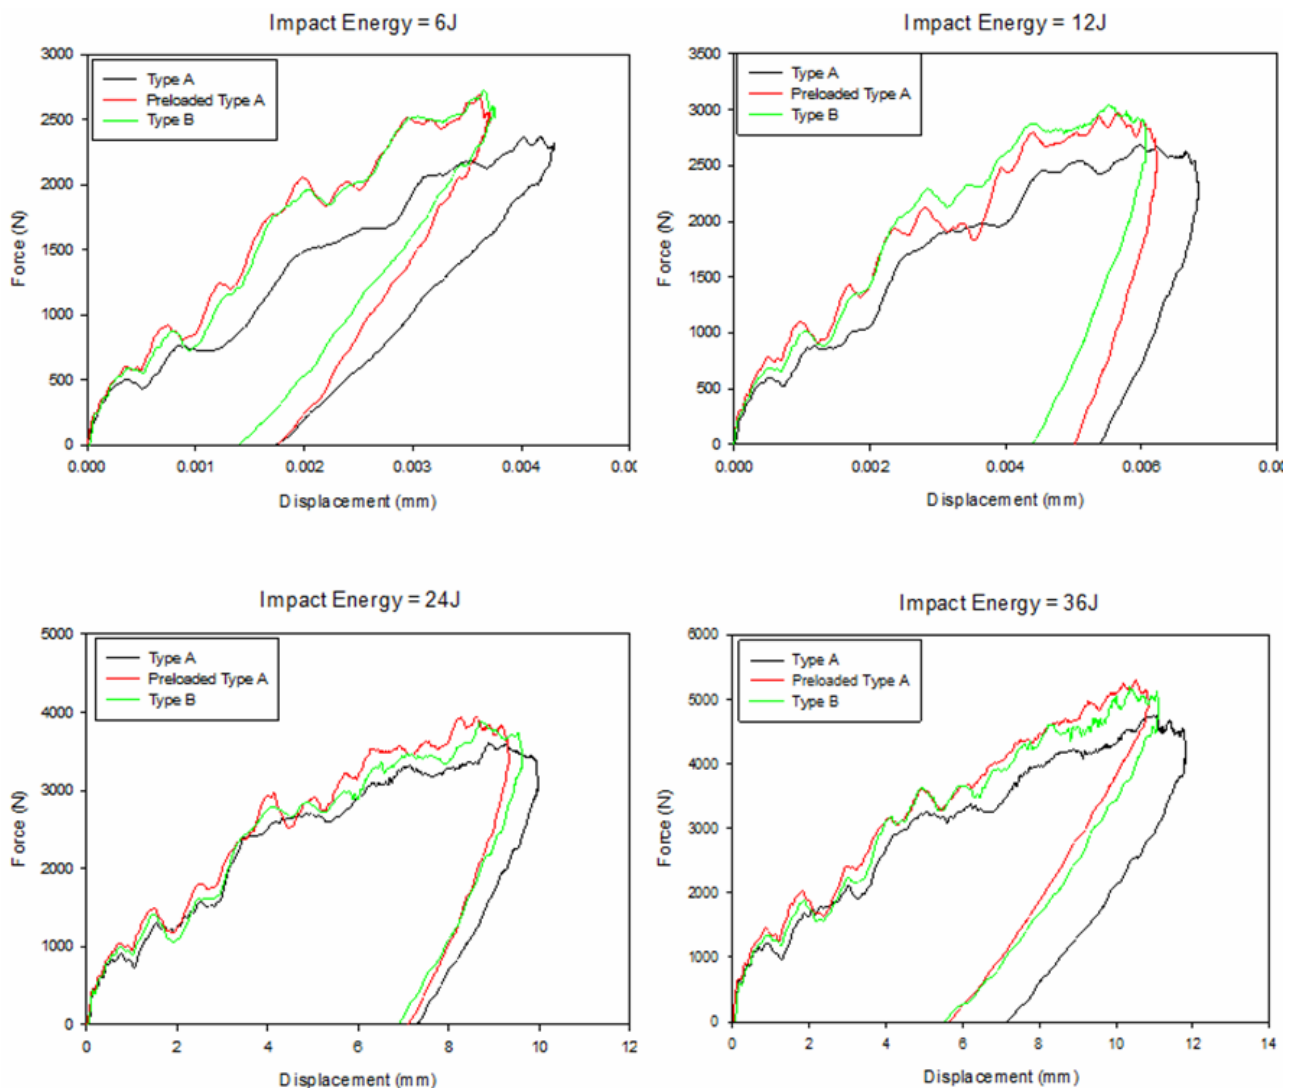 Impact Energy = 6J
3000
2500
2000
1500
1000
500
0
Force (N)
Type A
Preloaded Type A
Type B
0.000 0.001 0.002 0.003 0.004 0.00
Displacement (mm)
Impact Energy = 12J
3500
3000
2500
2000
1500
1000
500
0
Force (N)
Type A
Preloaded Type A
Type B
0.000 0.002 0.004 0.006 0.00
Displacement (mm)
Impact Energy = 24J
5000
4000
3000
2000
1000
0
Force (N)
Type A
Preloaded Type A
Type B
0 2 4 6 8 10 12
Displacement (mm)
Impact Energy = 36J
6000
5000
4000
3000
2000
1000
0
Force (N)
Type A
Preloaded Type A
Type B
0 2 4 6 8 10 12 14
Displacement (mm)